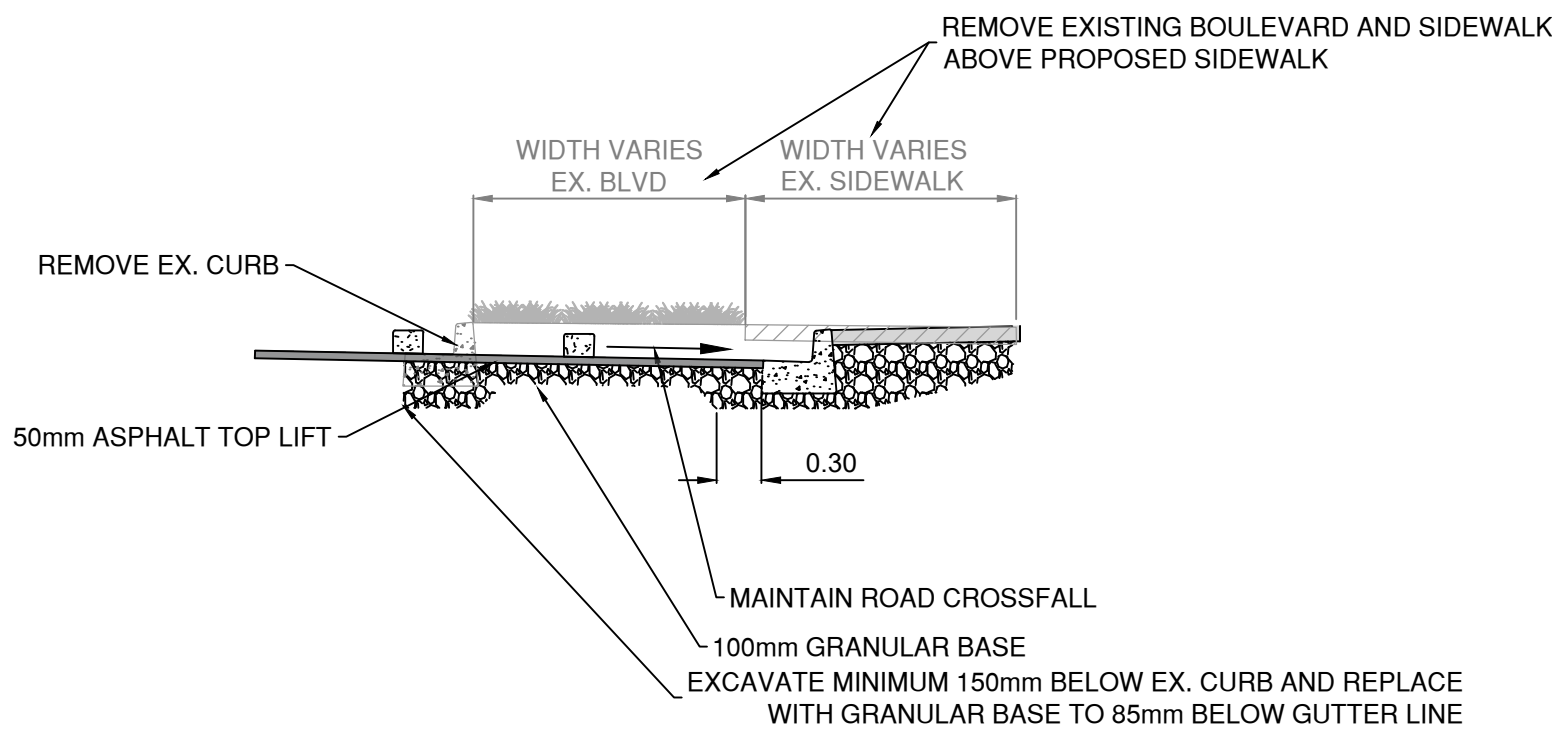 REMOVE EXISTING BOULEVARD AND SIDEWALK
ABOVE PROPOSED SIDEWALK
WIDTH VARIES
EX. BLVD
WIDTH VARIES
EX. SIDEWALK
REMOVE EX. CURB
50mm ASPHALT TOP LIFT
0.30
MAINTAIN ROAD CROSSFALL
100mm GRANULAR BASE
EXCAVATE MINIMUM 150mm BELOW EX. CURB AND REPLACE
WITH GRANULAR BASE TO 85mm BELOW GUTTER LINE